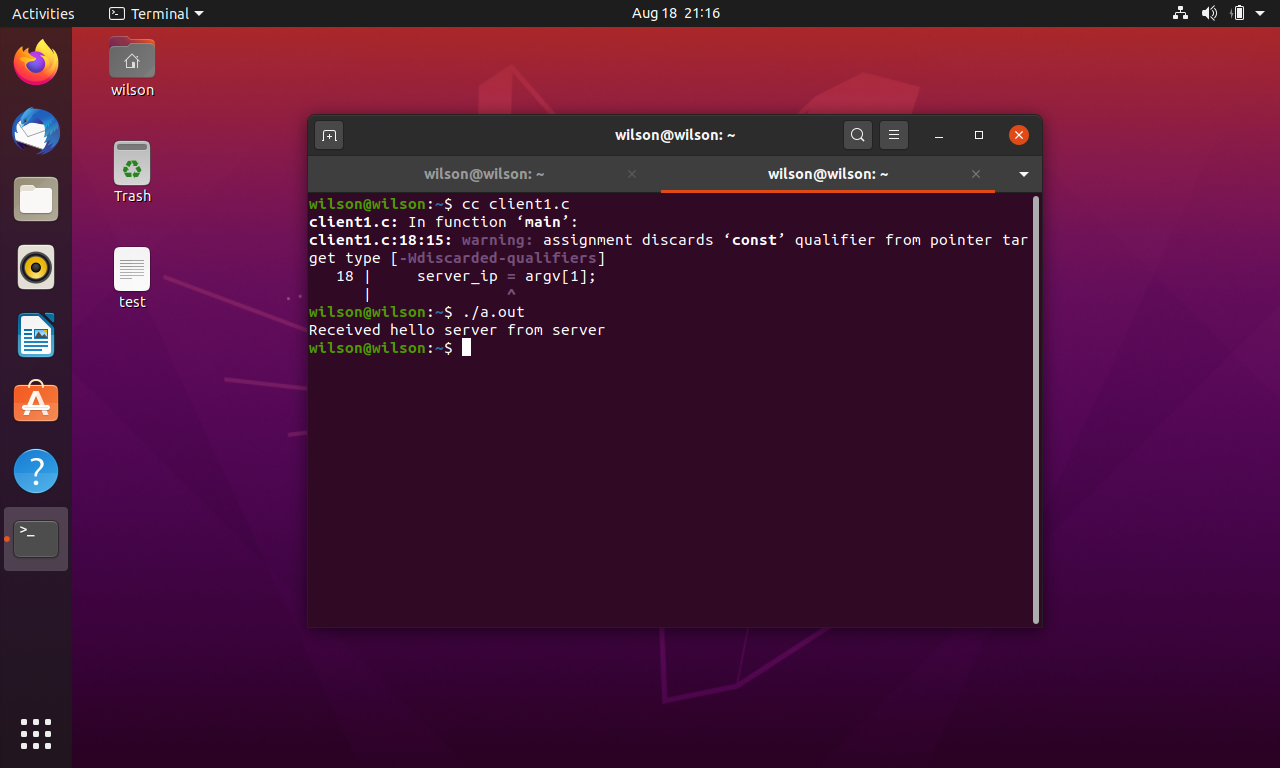 Activities Terminal Aug 18 21:16
wilson
Trash
test
wilson@wilson: ~
wilson@wilson: ~ wilson@wilson: ~
wilson@wilson:~$ cc client1.c
client1.c: In function ‘main’:
client1.c:18:15: warning: assignment discards ‘const’ qualifier from pointer tar
get type [-Wdiscarded-qualifiers]
   18 |     server_ip = argv[1];
      |               ^
wilson@wilson:~$ ./a.out
Received hello server from server
wilson@wilson:~$